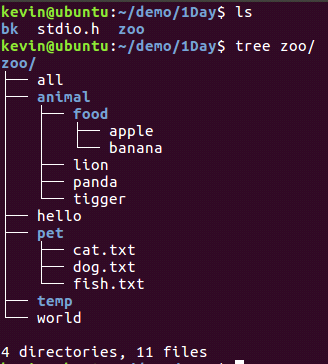 kevin@ubuntu:~/demo/1Day$ ls
bk  stdio.h  zoo
kevin@ubuntu:~/demo/1Day$ tree zoo/
zoo/
├── all
├── animal
│   ├── food
│   │   ├── apple
│   │   └── banana
│   ├── lion
│   ├── panda
│   └── tigger
├── hello
├── pet
│   ├── cat.txt
│   ├── dog.txt
│   └── fish.txt
├── temp
└── world

4 directories, 11 files